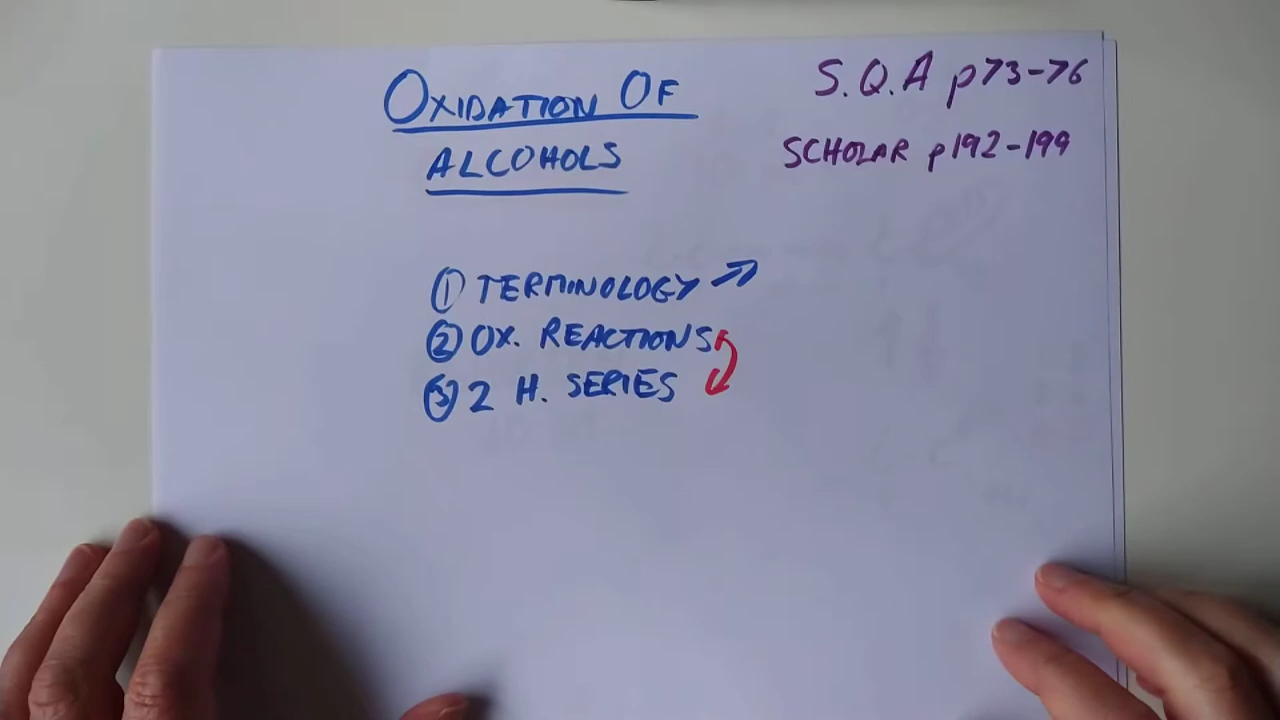 OXIDATION OF
ALCOHOLS
S.Q.A p73-76
SCHOLAR p192-199
① TERMINOLOGY
② OX. REACTIONS
③ 2 H. SERIES